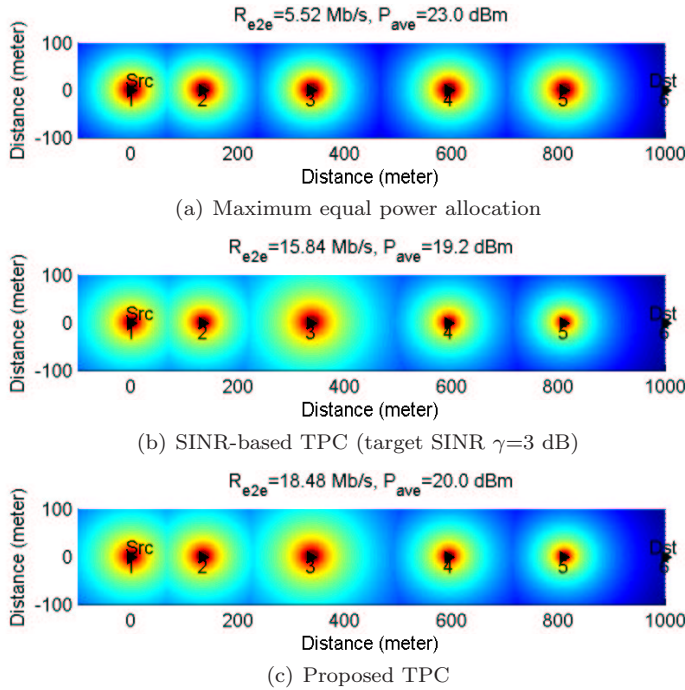 R_e2e=5.52 Mb/s, P_ave=23.0 dBm
Distance (meter)
100
0
-100
Src
1
2
3
4
5
Dst
6
0 200 400 600 800 1000
Distance (meter)
(a) Maximum equal power allocation
R_e2e=15.84 Mb/s, P_ave=19.2 dBm
Distance (meter)
100
0
-100
Src
1
2
3
4
5
Dst
6
0 200 400 600 800 1000
Distance (meter)
(b) SINR-based TPC (target SINR γ=3 dB)
R_e2e=18.48 Mb/s, P_ave=20.0 dBm
Distance (meter)
100
0
-100
Src
1
2
3
4
5
Dst
6
0 200 400 600 800 1000
Distance (meter)
(c) Proposed TPC